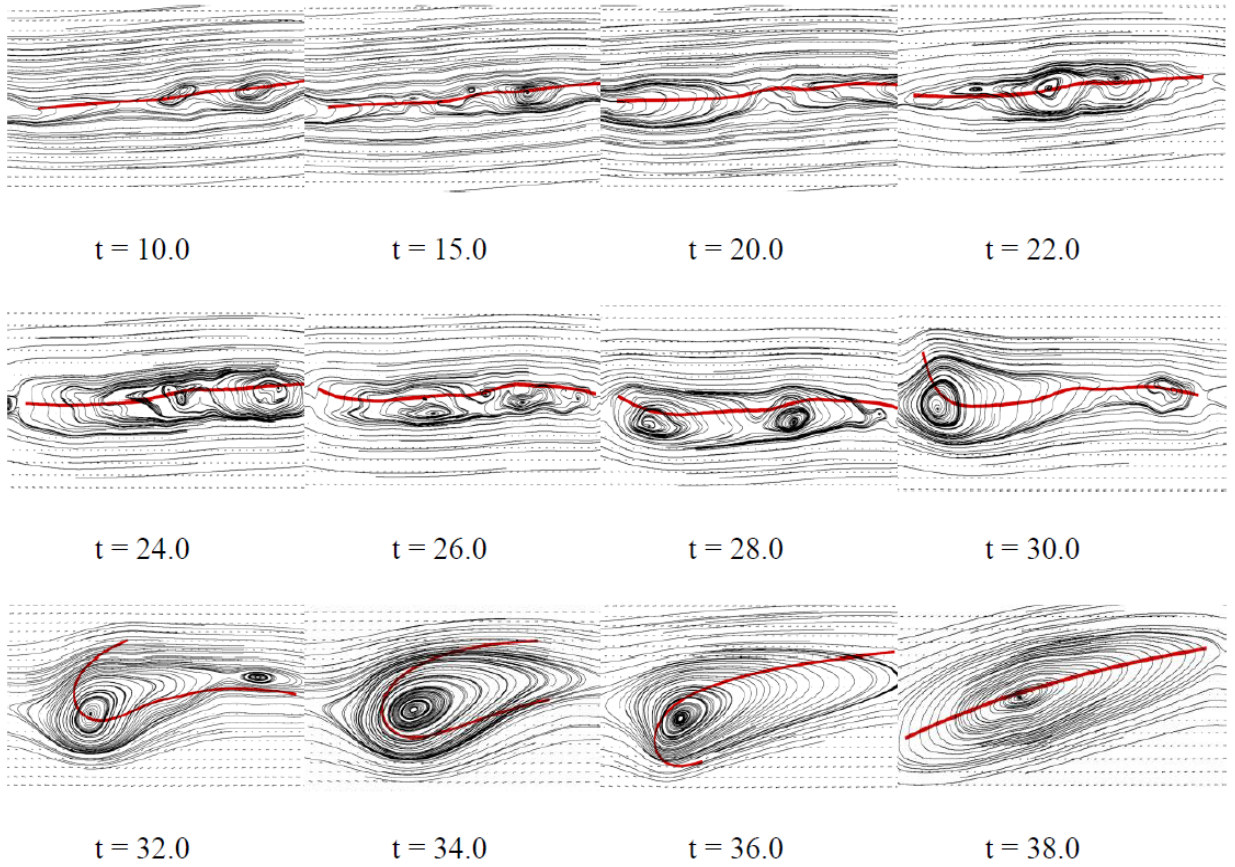 t = 10.0 t = 15.0 t = 20.0 t = 22.0
t = 24.0 t = 26.0 t = 28.0 t = 30.0
t = 32.0 t = 34.0 t = 36.0 t = 38.0